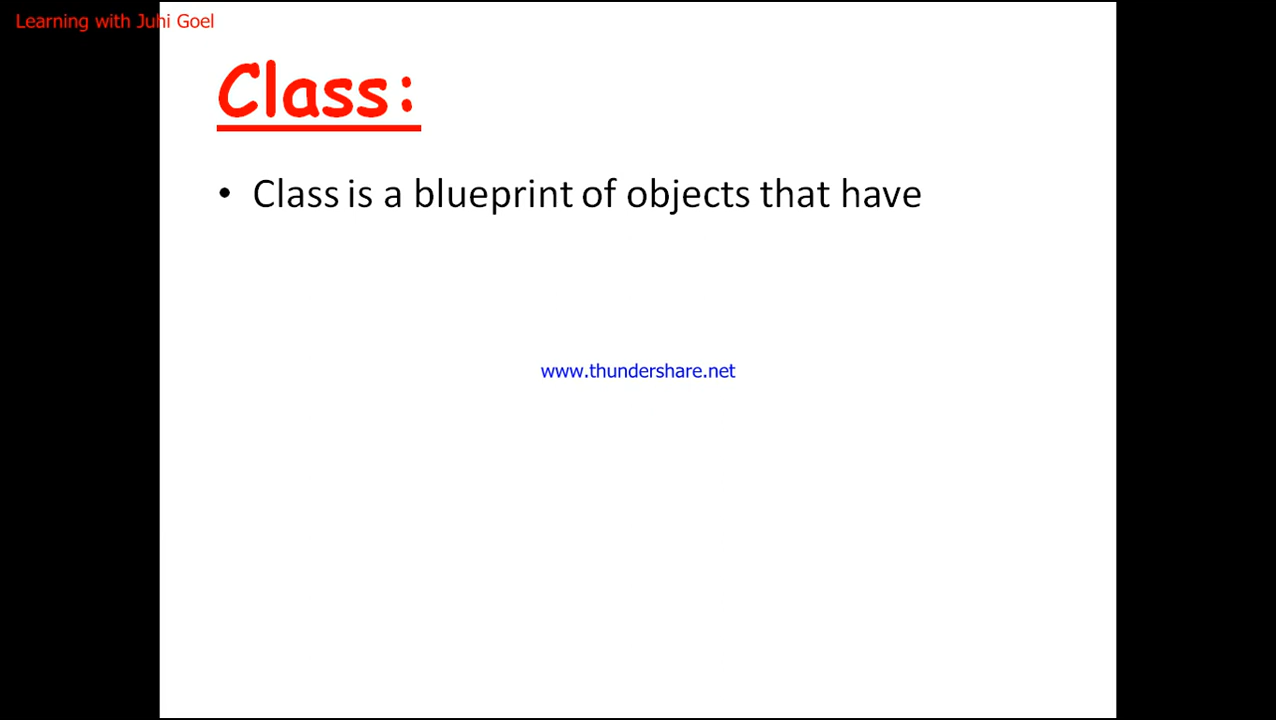 Learning with Juhi Goel
Class:
• Class is a blueprint of objects that have
www.thundershare.net